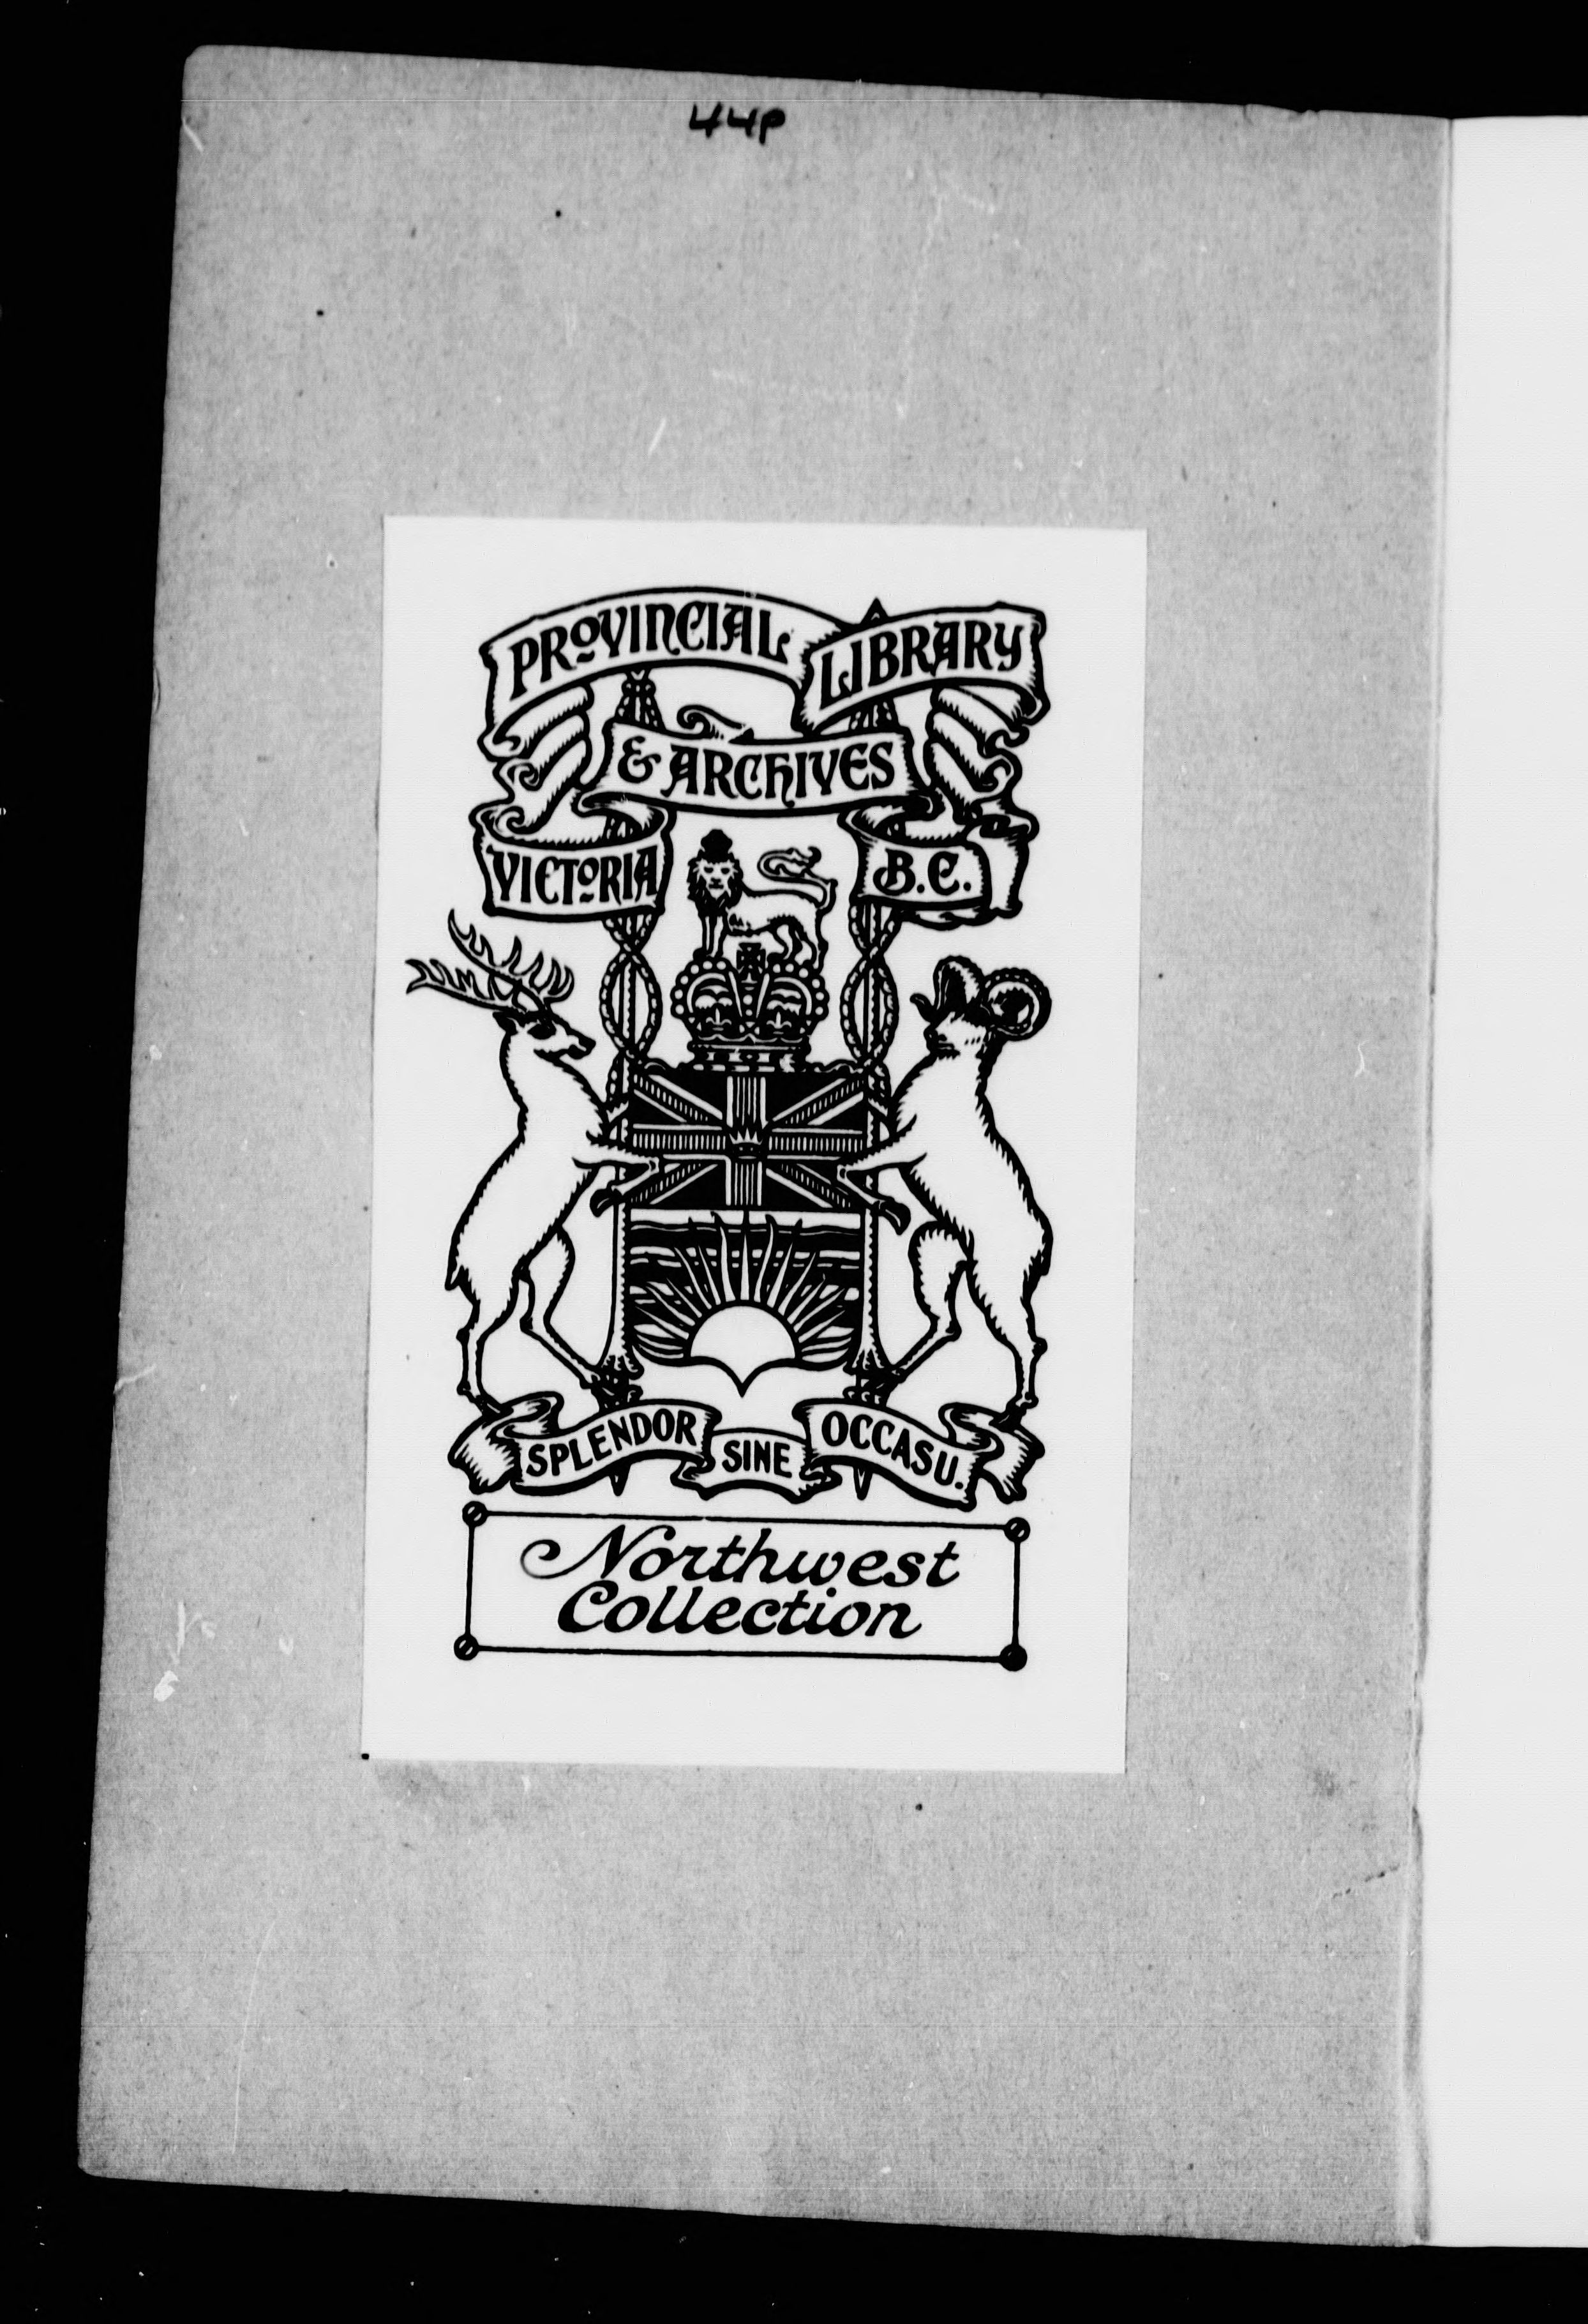 44p
PROVINCIAL LIBRARY
& ARCHIVES
VICTORIA B.C.
SPLENDOR SINE OCCASU.
Northwest
Collection